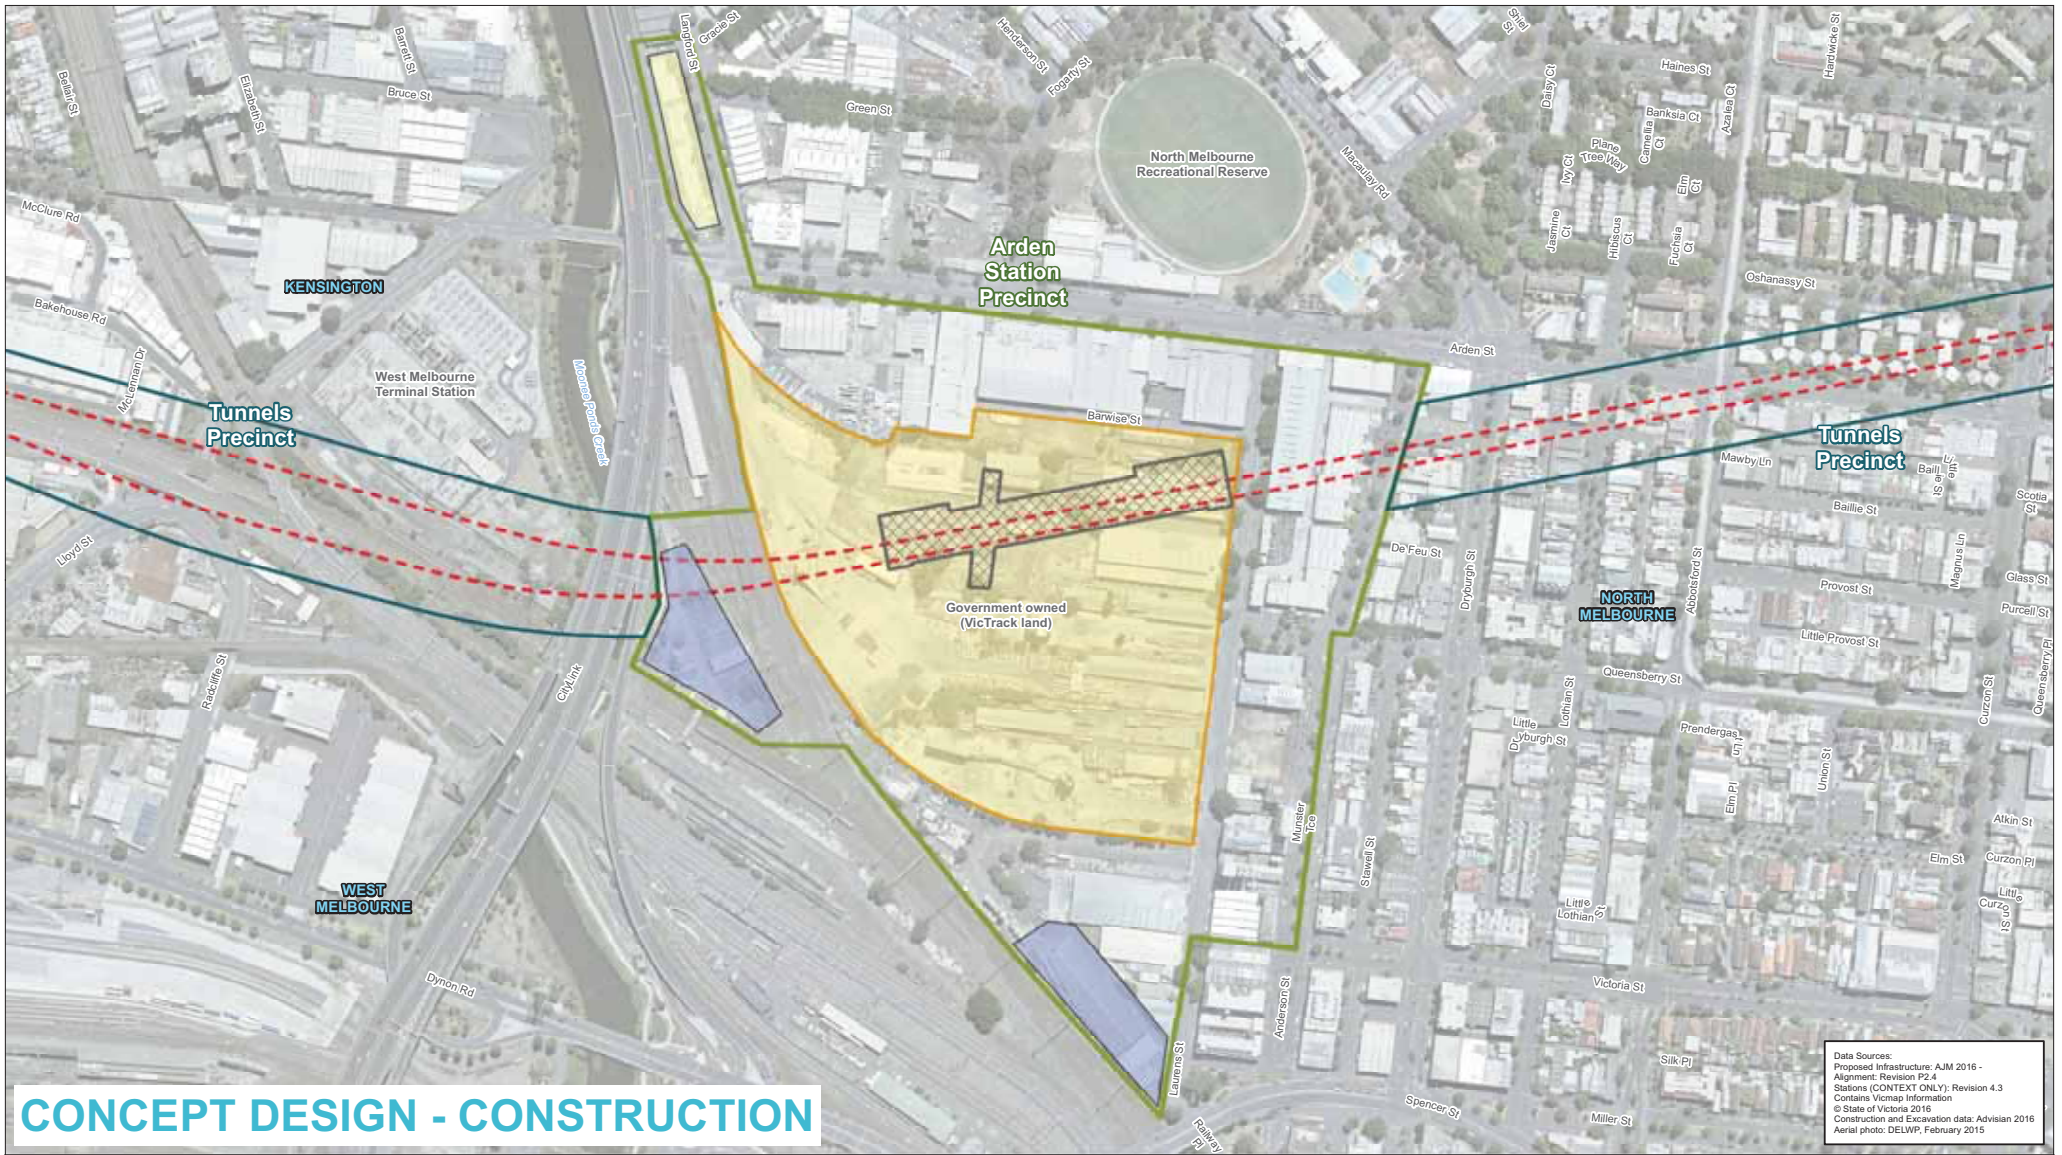 Bellair St
Barrett St
Elizabeth St
Bruce St
Langford St
Gracie St
Henderson St
Fogarty St
Green St
Shiel
St
Hardwicke St
Haines St
Daisy Ct
Banksia Ct
Azalea Ct
Camellia
Ct
Plane
Tree Way
Ivy Ct
Elm
Ct
Jasmine
Ct
Hibiscus
Ct
Fuchsia
Ct
Macaulay Rd
North Melbourne
Recreational Reserve
McClure Rd
KENSINGTON
Bakehouse Rd
McLennan Dr
West Melbourne
Terminal Station
Moonee Ponds Creek
Arden
Station
Precinct
Oshanassy St
Arden St
Tunnels
Precinct
Barwise St
Tunnels
Precinct
Mawby Ln
Little
Baillie St
Baillie St
Scotia
St
Lloyd St
De Feu St
Dryburgh St
Abbotsford St
Magnus Ln
Provost St
Glass St
Purcell St
Government owned
(VicTrack land)
NORTH
MELBOURNE
Little Provost St
Queensberry St
Queensberry Pl
Radcliffe St
CityLink
Lothian St
Curzon St
Little
Dryburgh St
Prendergast Ln
Union St
Elm Pl
Munster
Tce
Stawell St
Atkin St
Elm St
Curzon Pl
Little
Curzon St
WEST
MELBOURNE
Little
Lothian St
Dynon Rd
Victoria St
Anderson St
Laurens St
Silk Pl
Spencer St
Miller St
Railway
Pl
CONCEPT DESIGN - CONSTRUCTION
Data Sources:
Proposed Infrastructure: AJM 2016 -
Alignment: Revision P2.4
Stations (CONTEXT ONLY): Revision 4.3
Contains Vicmap Information
© State of Victoria 2016
Construction and Excavation data: Advisian 2016
Aerial photo: DELWP, February 2015